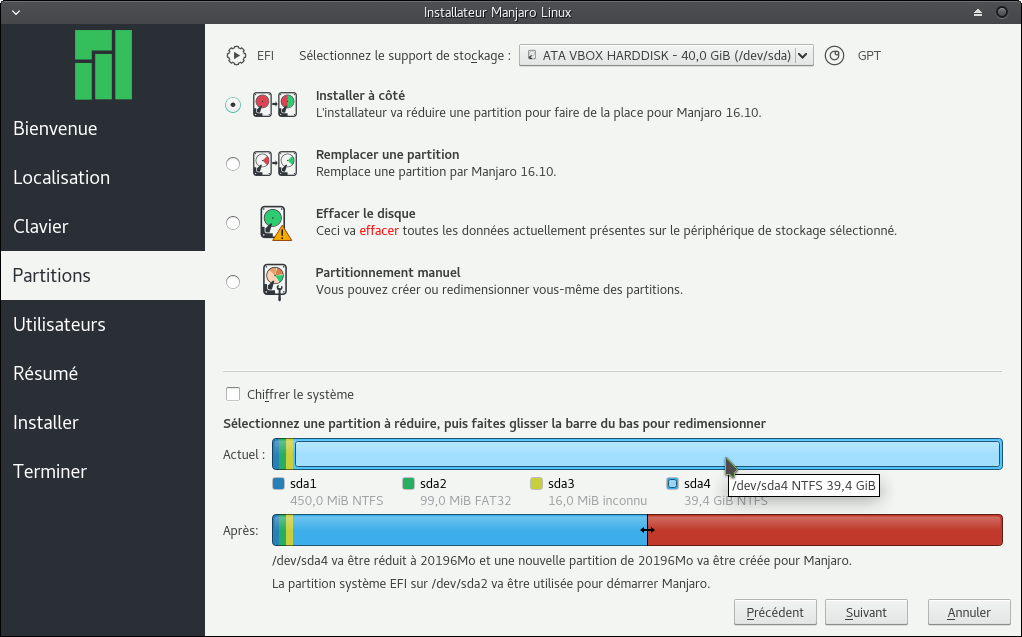 Installateur Manjaro Linux
EFI Sélectionnez le support de stockage : ATA VBOX HARDDISK - 40,0 GiB (/dev/sda) GPT
Bienvenue
Localisation
Clavier
Partitions
Utilisateurs
Résumé
Installer
Terminer
Installer à côté
L'installateur va réduire une partition pour faire de la place pour Manjaro 16.10.
Remplacer une partition
Remplace une partition par Manjaro 16.10.
Effacer le disque
Ceci va effacer toutes les données actuellement présentes sur le périphérique de stockage sélectionné.
Partitionnement manuel
Vous pouvez créer ou redimensionner vous-même des partitions.
Chiffrer le système
Sélectionnez une partition à réduire, puis faites glisser la barre du bas pour redimensionner
Actuel :
sda1 sda2 sda3 sda4
450,0 MiB NTFS 99,0 MiB FAT32 16,0 MiB inconnu 39,4 GiB NTFS
/dev/sda4 NTFS 39,4 GiB
Après:
/dev/sda4 va être réduit à 20196Mo et une nouvelle partition de 20196Mo va être créée pour Manjaro.
La partition système EFI sur /dev/sda2 va être utilisée pour démarrer Manjaro.
Précédent Suivant Annuler